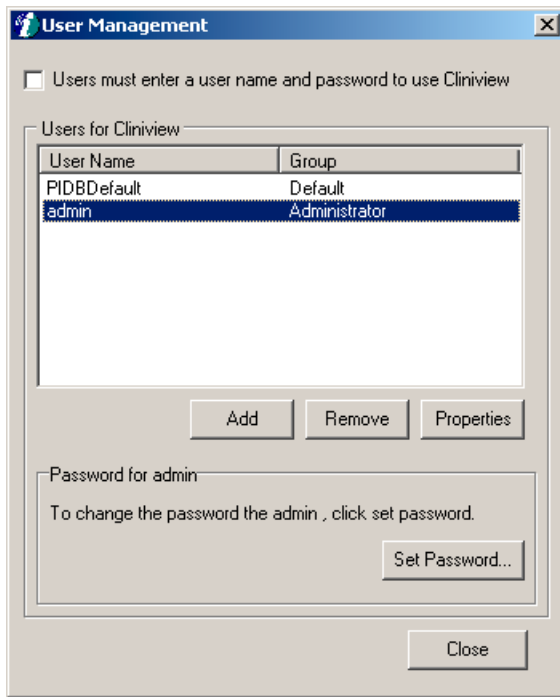 User Management
Users must enter a user name and password to use Cliniview
Users for Cliniview
User Name Group
PIDBDefault Default
admin Administrator
Add Remove Properties
Password for admin
To change the password the admin , click set password.
Set Password...
Close